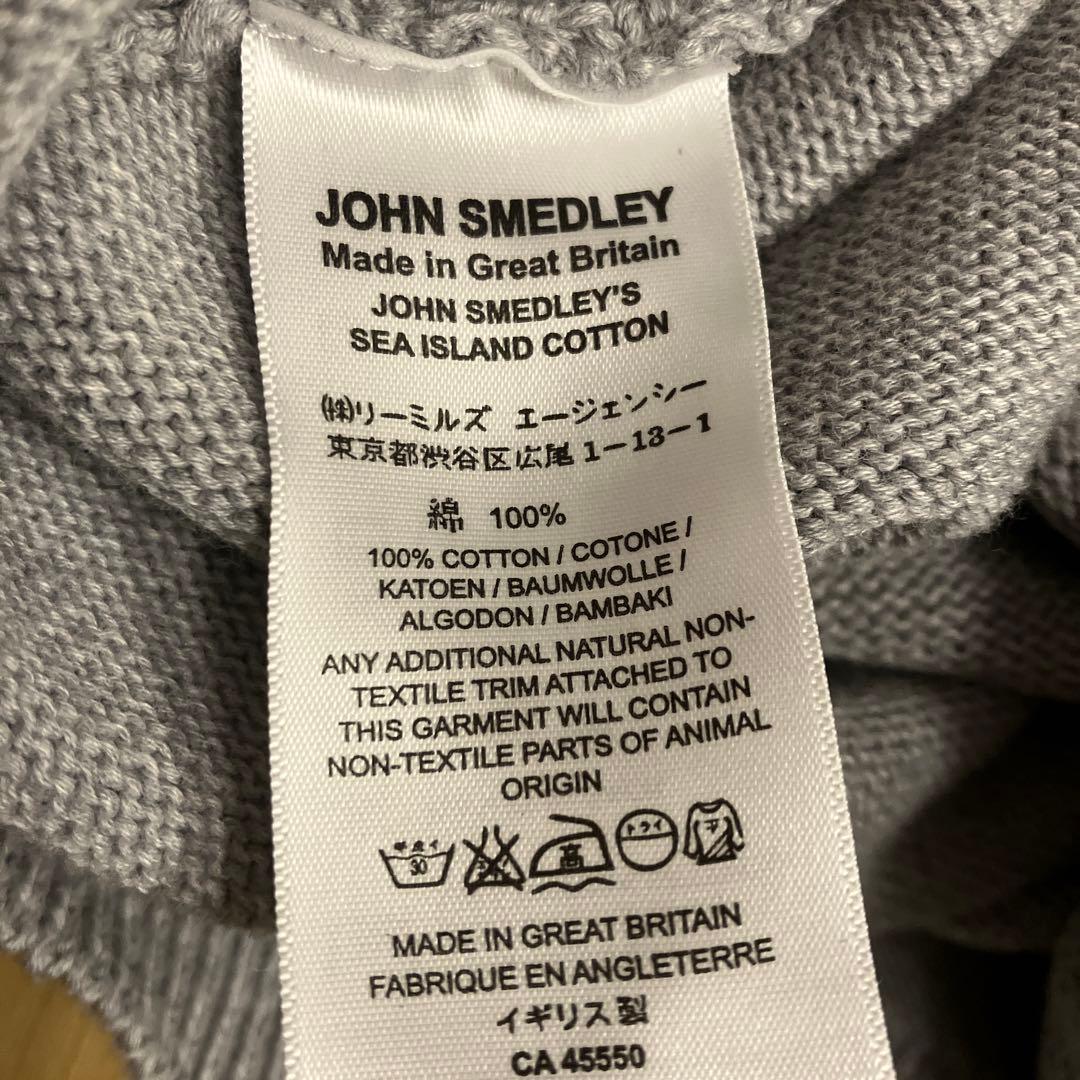 JOHN SMEDLEY
Made in Great Britain
JOHN SMEDLEY'S
SEA ISLAND COTTON
㈱リーミルズ エージェンシー
東京都渋谷区広尾1-13-1
綿 100%
100% COTTON / COTONE /
KATOEN / BAUMWOLLE /
ALGODON / BAMBAKI
ANY ADDITIONAL NATURAL NON-
TEXTILE TRIM ATTACHED TO
THIS GARMENT WILL CONTAIN
NON-TEXTILE PARTS OF ANIMAL
ORIGIN
30 高 ドライ 平
MADE IN GREAT BRITAIN
FABRIQUE EN ANGLETERRE
イギリス製
CA 45550